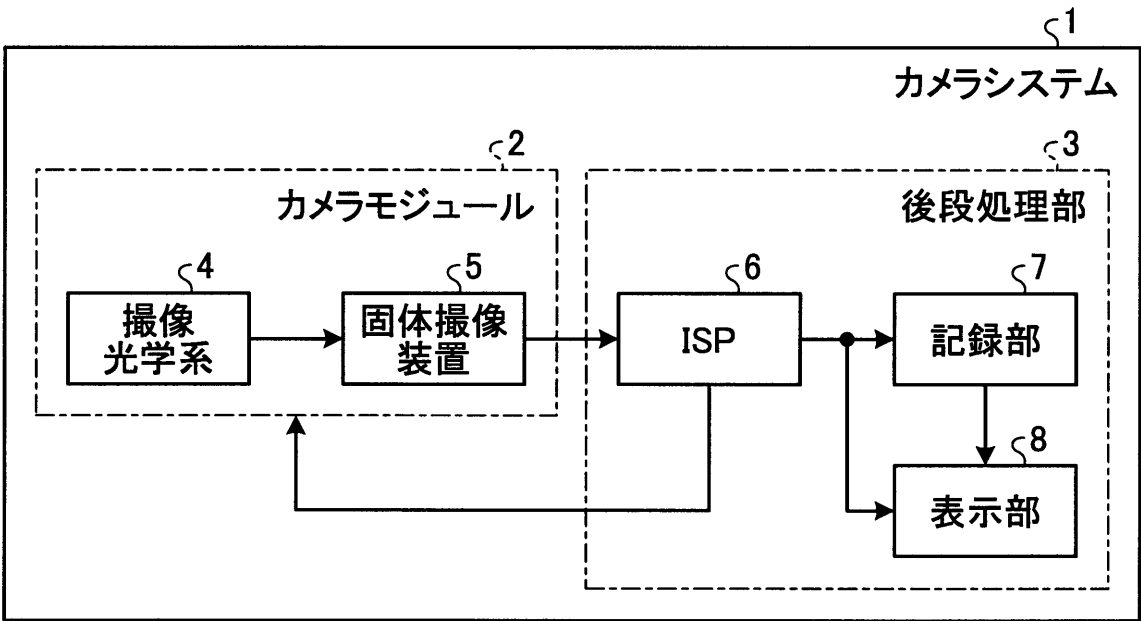 1
カメラシステム
2
カメラモジュール
3
後段処理部
4
撮像
光学系
5
固体撮像
装置
6
ISP
7
記録部
8
表示部